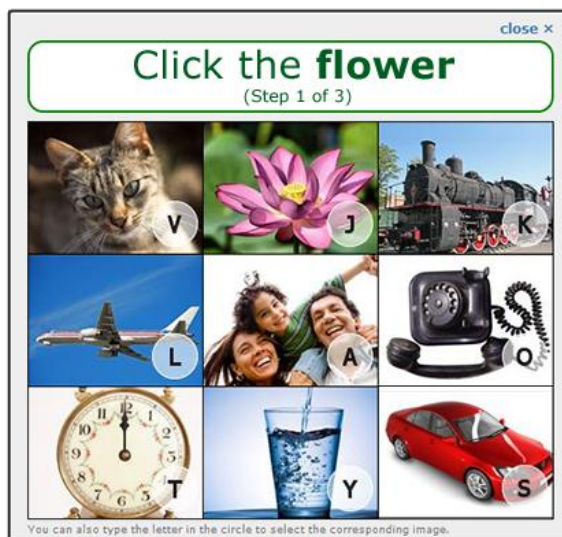 close ×
Click the flower
(Step 1 of 3)
V J K
L A O
T Y S
You can also type the letter in the circle to select the corresponding image.